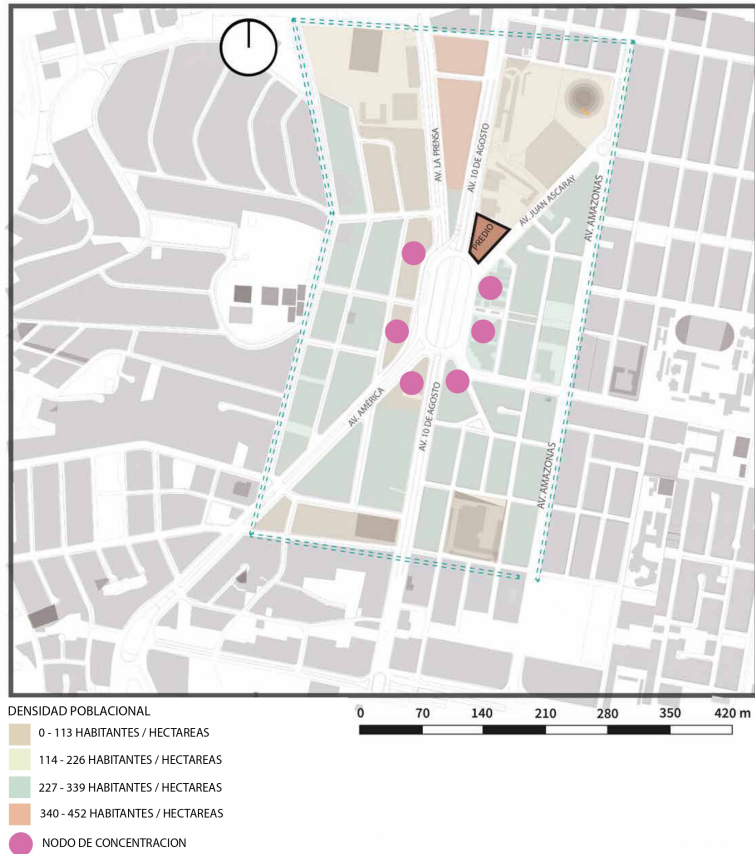 AV. LA PRENSA
AV. 10 DE AGOSTO
AV. JUAN ASCARAY
AV. AMAZONAS
PREDIO
AV. AMÉRICA
AV. 10 DE AGOSTO
AV. AMAZONAS
DENSIDAD POBLACIONAL
0 - 113 HABITANTES / HECTAREAS
114 - 226 HABITANTES / HECTAREAS
227 - 339 HABITANTES / HECTAREAS
340 - 452 HABITANTES / HECTAREAS
NODO DE CONCENTRACION
0 70 140 210 280 350 420 m